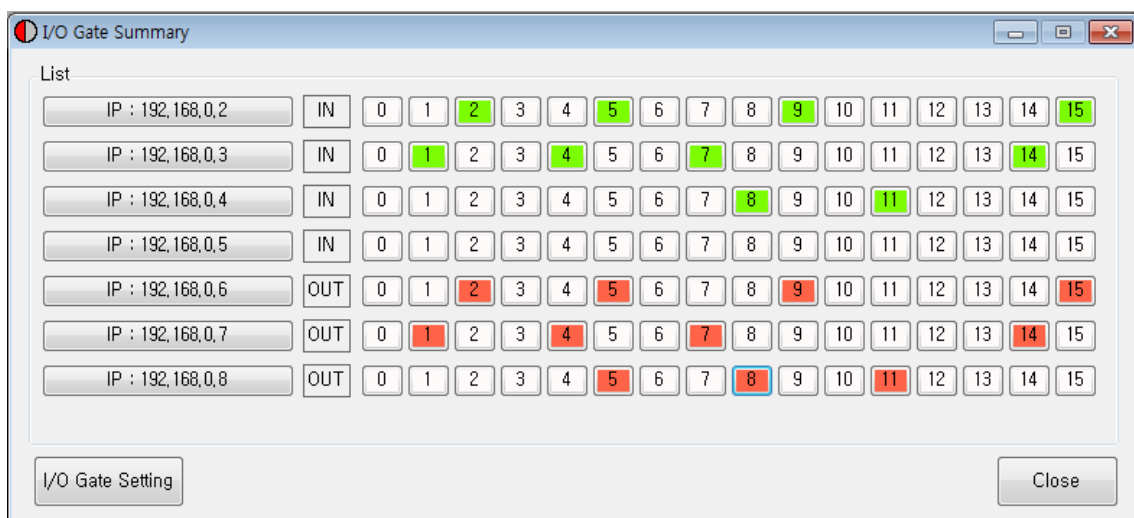 I/O Gate Summary
List
IP : 192,168,0,2 IN 0 1 2 3 4 5 6 7 8 9 10 11 12 13 14 15
IP : 192,168,0,3 IN 0 1 2 3 4 5 6 7 8 9 10 11 12 13 14 15
IP : 192,168,0,4 IN 0 1 2 3 4 5 6 7 8 9 10 11 12 13 14 15
IP : 192,168,0,5 IN 0 1 2 3 4 5 6 7 8 9 10 11 12 13 14 15
IP : 192,168,0,6 OUT 0 1 2 3 4 5 6 7 8 9 10 11 12 13 14 15
IP : 192,168,0,7 OUT 0 1 2 3 4 5 6 7 8 9 10 11 12 13 14 15
IP : 192,168,0,8 OUT 0 1 2 3 4 5 6 7 8 9 10 11 12 13 14 15
I/O Gate Setting Close